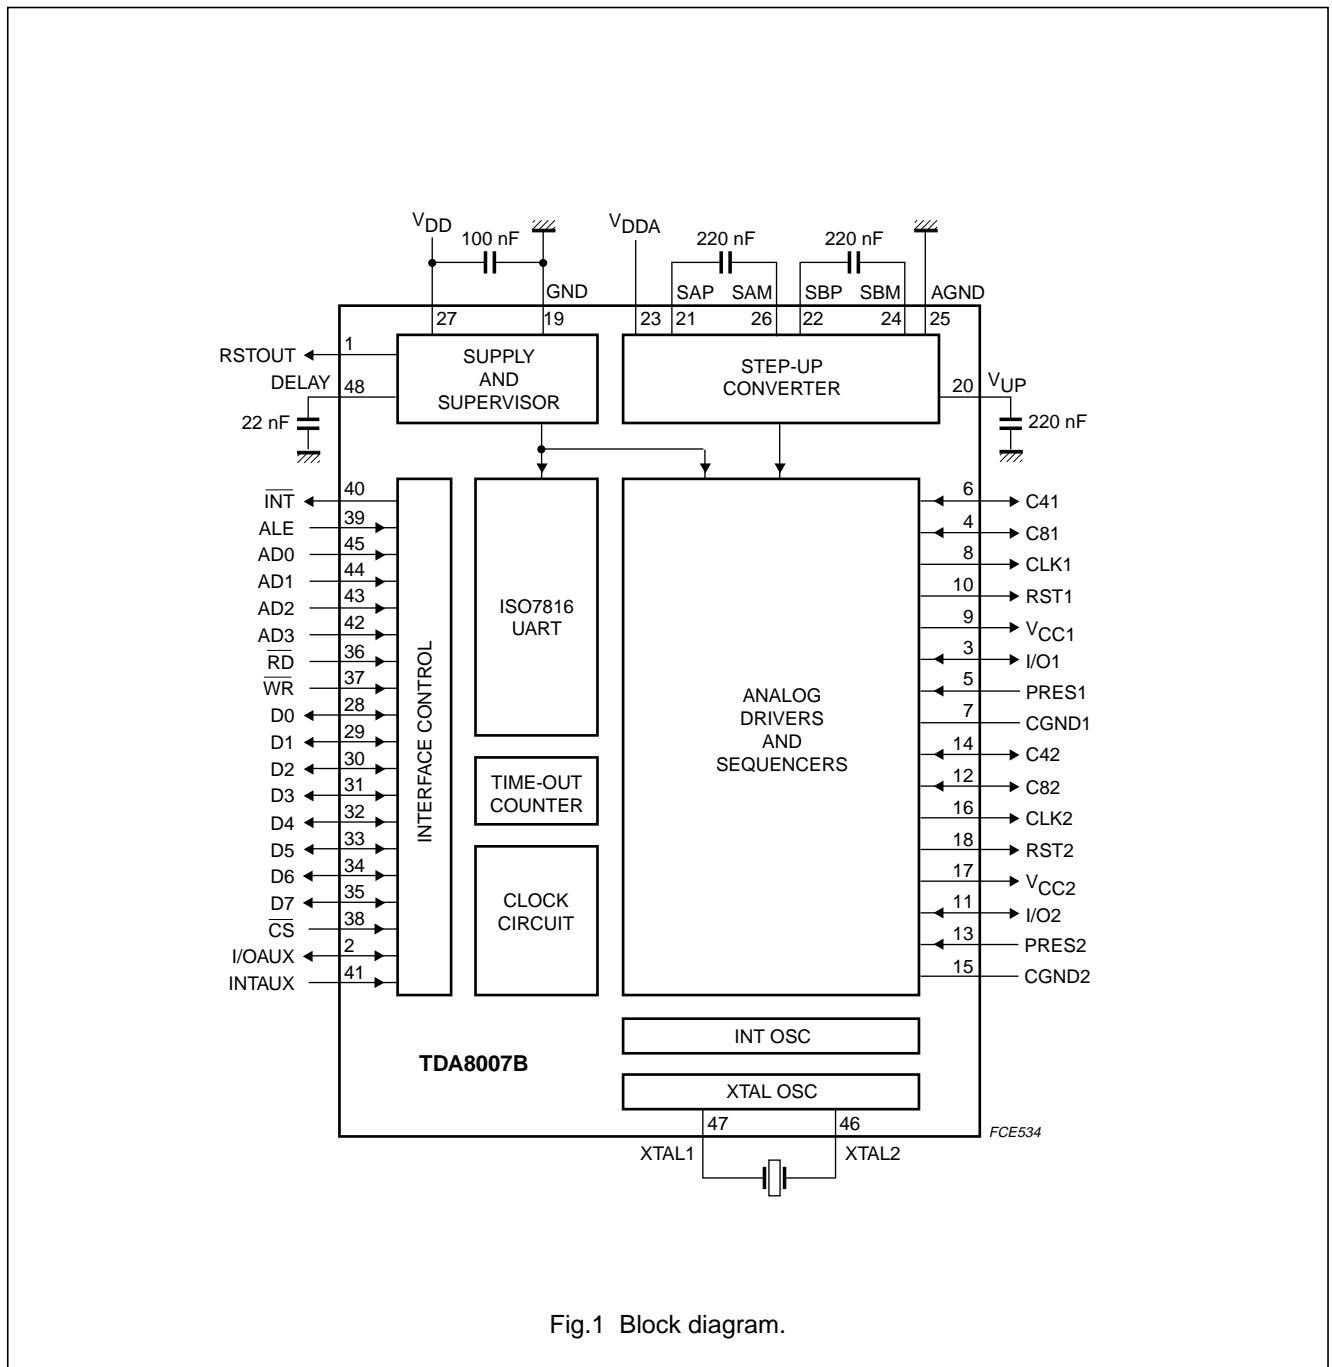 VDD
100 nF
GND
VDDA
220 nF
220 nF
SAP SAM SBP SBM AGND
27 19 23 21 26 22 24 25
RSTOUT 1
DELAY 48
22 nF
SUPPLY
AND
SUPERVISOR
STEP-UP
CONVERTER
20 VUP
220 nF
INT 40
ALE 39
AD0 45
AD1 44
AD2 43
AD3 42
RD 36
WR 37
D0 28
D1 29
D2 30
D3 31
D4 32
D5 33
D6 34
D7 35
CS 38
I/OAUX 2
INTAUX 41
INTERFACE CONTROL
ISO7816
UART
TIME-OUT
COUNTER
CLOCK
CIRCUIT
ANALOG
DRIVERS
AND
SEQUENCERS
6 C41
4 C81
8 CLK1
10 RST1
9 VCC1
3 I/O1
5 PRES1
7 CGND1
14 C42
12 C82
16 CLK2
18 RST2
17 VCC2
11 I/O2
13 PRES2
15 CGND2
INT OSC
TDA8007B
XTAL OSC
47 46
XTAL1 XTAL2
FCE534
Fig.1 Block diagram.